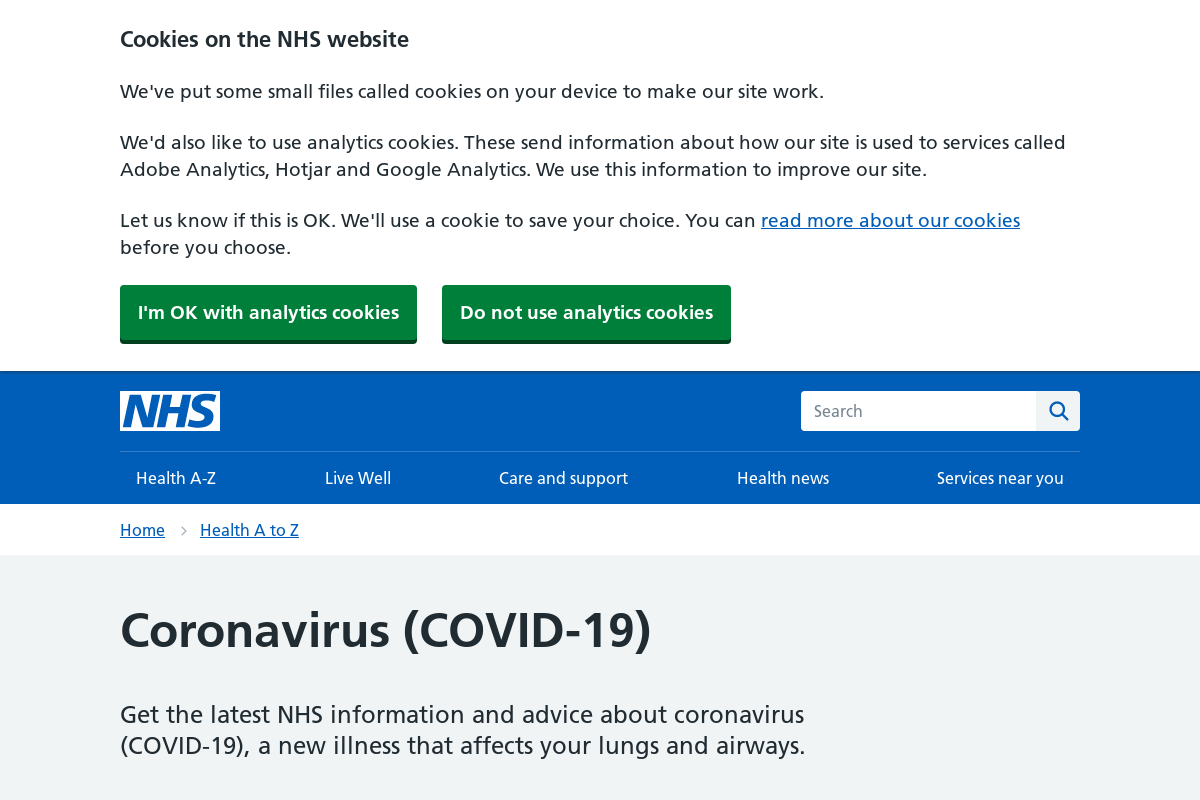 Cookies on the NHS website
We've put some small files called cookies on your device to make our site work.
We'd also like to use analytics cookies. These send information about how our site is used to services called
Adobe Analytics, Hotjar and Google Analytics. We use this information to improve our site.
Let us know if this is OK. We'll use a cookie to save your choice. You can read more about our cookies
before you choose.
I'm OK with analytics cookies Do not use analytics cookies
NHS Search
Health A-Z Live Well Care and support Health news Services near you
Home Health A to Z
Coronavirus (COVID-19)
Get the latest NHS information and advice about coronavirus
(COVID-19), a new illness that affects your lungs and airways.